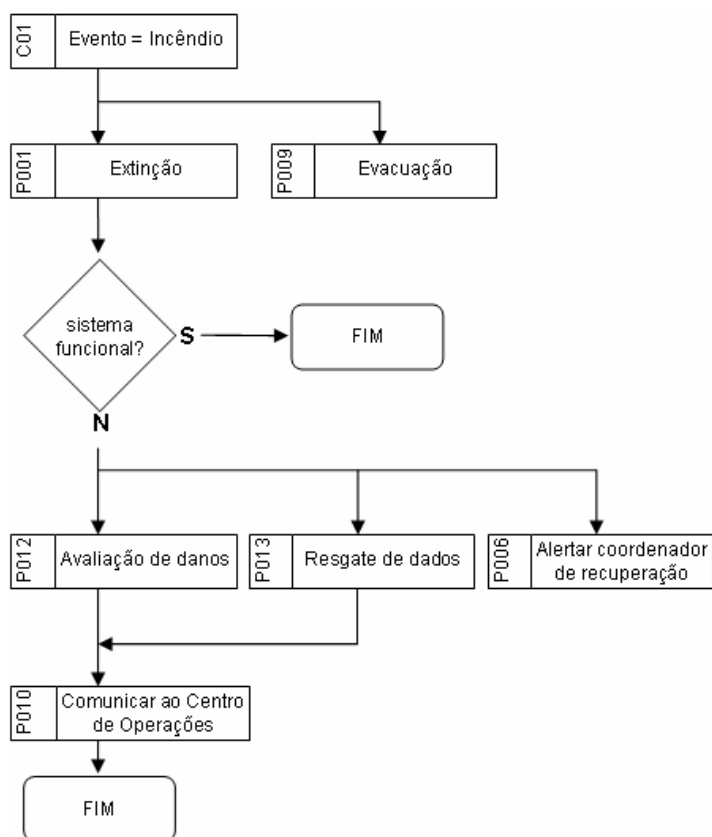 C01
Evento = Incêndio
P001
Extinção
P009
Evacuação
sistema
funcional?
S
FIM
N
P012
Avaliação de danos
P013
Resgate de dados
P006
Alertar coordenador
de recuperação
P010
Comunicar ao Centro
de Operações
FIM